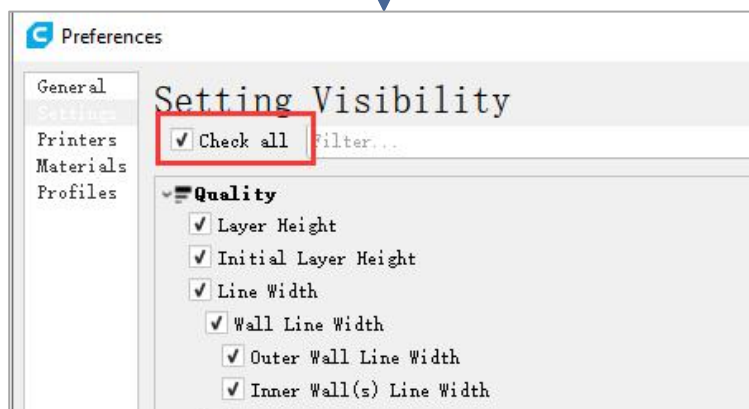 Preferences
General
Settings
Printers
Materials
Profiles
Setting Visibility
Check all
Filter...
Quality
Layer Height
Initial Layer Height
Line Width
Wall Line Width
Outer Wall Line Width
Inner Wall(s) Line Width